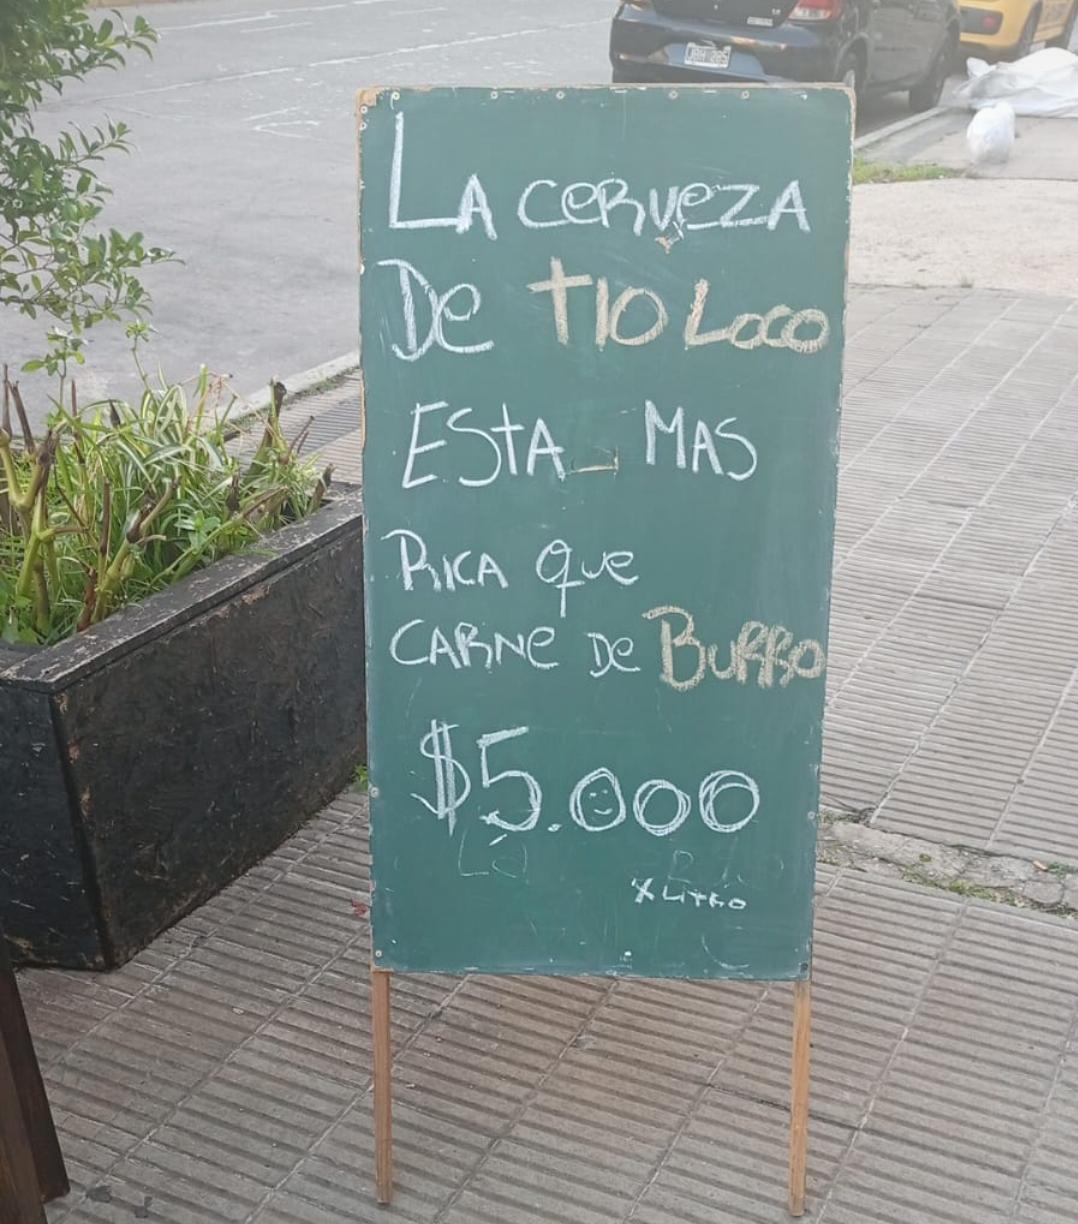 LA CERVEZA
DE TIO LOCO
ESTA MAS
RICA QUE
CARNE DE BURRO
$5.000
X LITRO